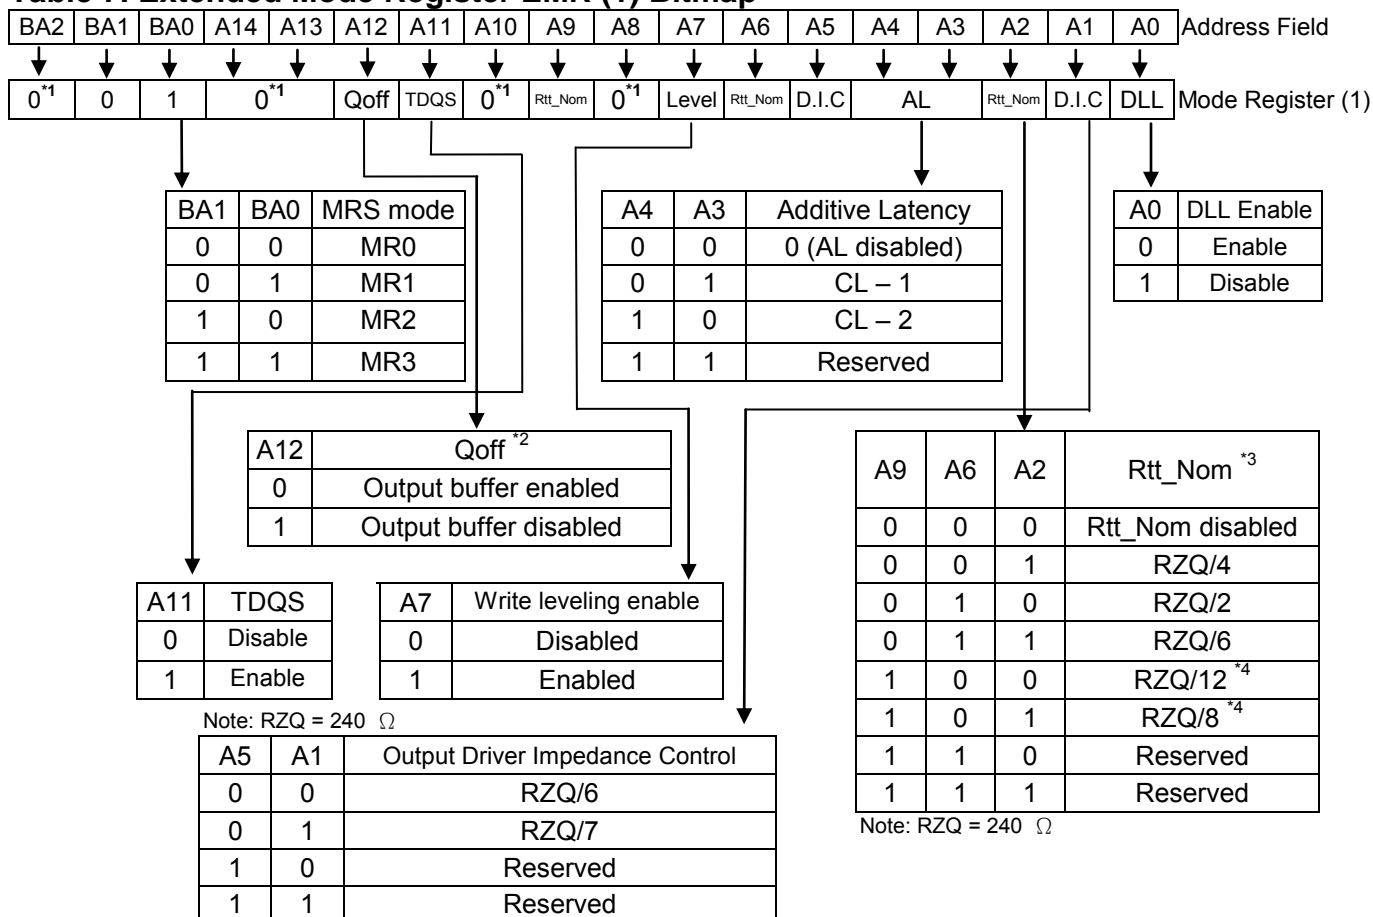 Table 7. Extended Mode Register EMR (1) Bitmap
BA2 BA1 BA0 A14 A13 A12 A11 A10 A9 A8 A7 A6 A5 A4 A3 A2 A1 A0 Address Field
0*1 0 1 0*1 Qoff TDQS 0*1 Rtt_Nom 0*1 Level Rtt_Nom D.I.C AL Rtt_Nom D.I.C DLL Mode Register (1)
BA1 BA0 MRS mode
0 0 MR0
0 1 MR1
1 0 MR2
1 1 MR3
A4 A3 Additive Latency
0 0 0 (AL disabled)
0 1 CL – 1
1 0 CL – 2
1 1 Reserved
A0 DLL Enable
0 Enable
1 Disable
A12 Qoff *2
0 Output buffer enabled
1 Output buffer disabled
A9 A6 A2 Rtt_Nom *3
0 0 0 Rtt_Nom disabled
0 0 1 RZQ/4
0 1 0 RZQ/2
0 1 1 RZQ/6
1 0 0 RZQ/12 *4
1 0 1 RZQ/8 *4
1 1 0 Reserved
1 1 1 Reserved
Note: RZQ = 240 Ω
A11 TDQS
0 Disable
1 Enable
A7 Write leveling enable
0 Disabled
1 Enabled
Note: RZQ = 240 Ω
A5 A1 Output Driver Impedance Control
0 0 RZQ/6
0 1 RZQ/7
1 0 Reserved
1 1 Reserved